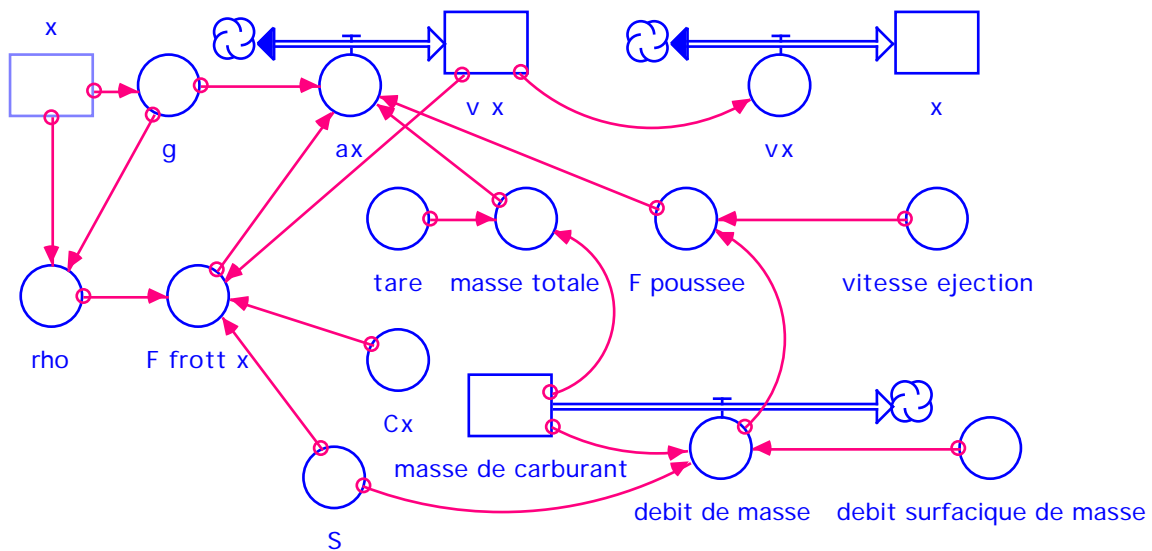 x
v x
x
g
ax
vx
tare
masse totale
F poussee
vitesse ejection
rho
F frott x
Cx
masse de carburant
debit de masse
debit surfacique de masse
S